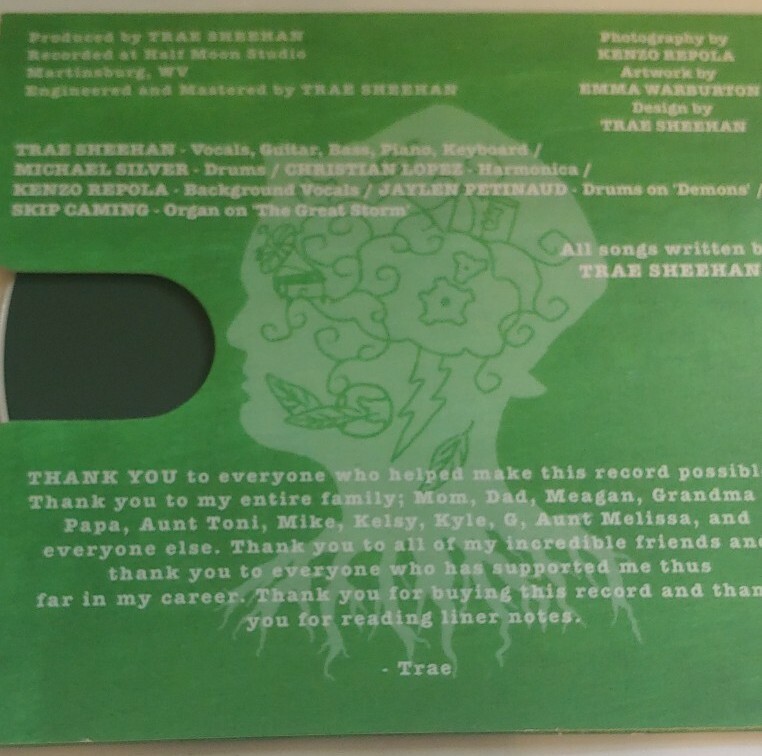 Produced by TRAE SHEEHAN
Recorded at Half Moon Studio
Martinsburg, WV
Engineered and Mastered by TRAE SHEEHAN
Photography by
KENZO REPOLA
Artwork by
EMMA WARBURTON
Design by
TRAE SHEEHAN
TRAE SHEEHAN - Vocals, Guitar, Bass, Piano, Keyboard /
MICHAEL SILVER - Drums / CHRISTIAN LOPEZ - Harmonica /
KENZO REPOLA - Background Vocals / JAYLEN PETINAUD - Drums on 'Demons' /
SKIP CAMING - Organ on 'The Great Storm'
All songs written b
TRAE SHEEHAN
THANK YOU to everyone who helped make this record possibl
Thank you to my entire family; Mom, Dad, Meagan, Grandma
Papa, Aunt Toni, Mike, Kelsy, Kyle, G, Aunt Melissa, and
everyone else. Thank you to all of my incredible friends an
thank you to everyone who has supported me thus
far in my career. Thank you for buying this record and than
you for reading liner notes.
- Trae